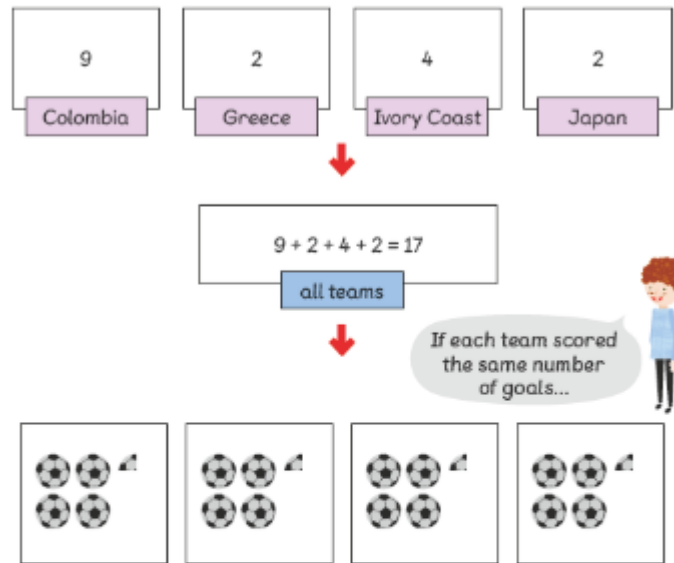 9
2
4
2
Colombia
Greece
Ivory Coast
Japan
9 + 2 + 4 + 2 = 17
all teams
If each team scored
the same number
of goals...